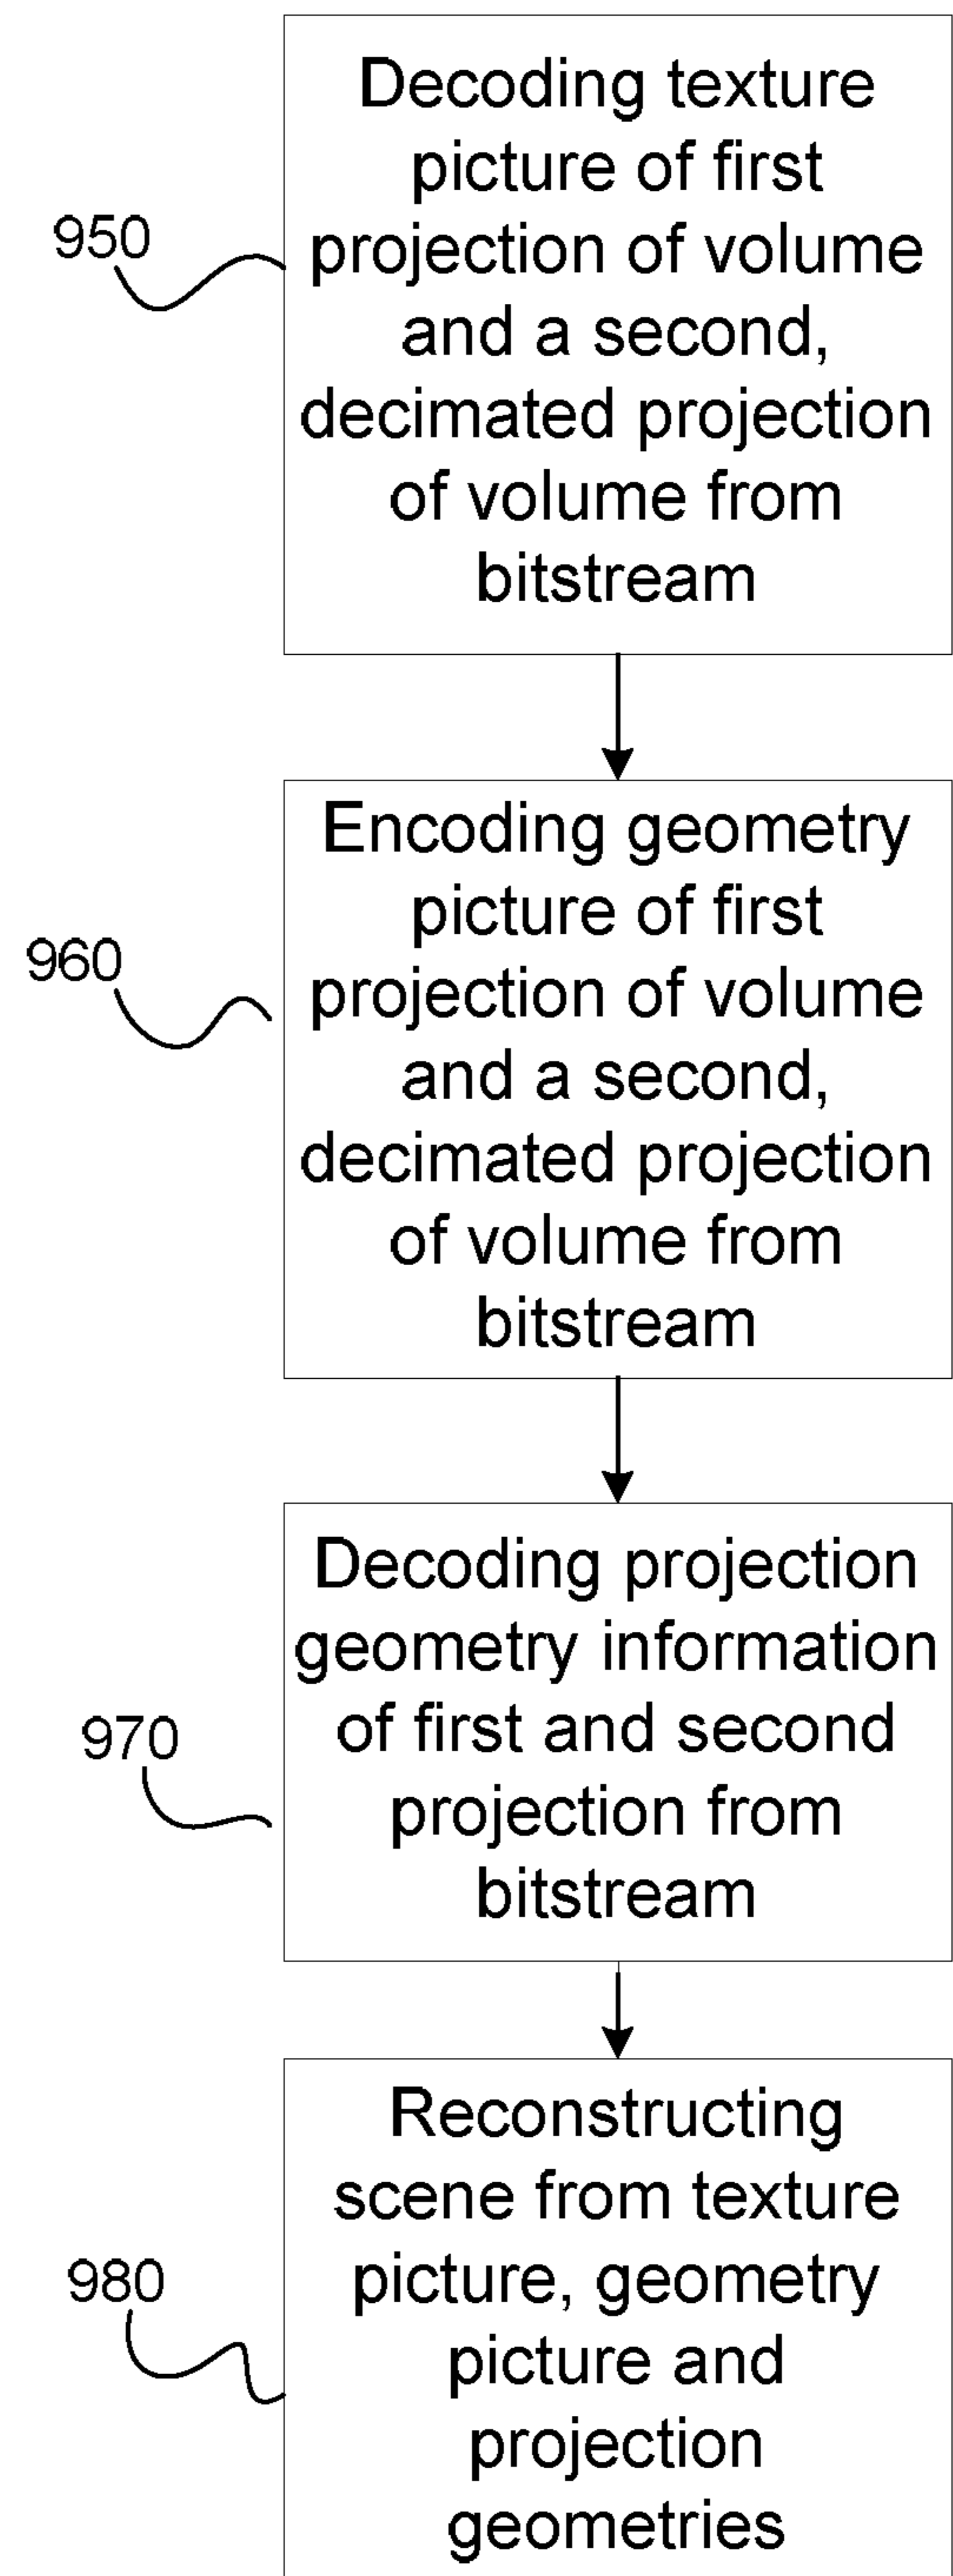 Decoding texture
picture of first
950
projection of volume
and a second,
decimated projection
of volume from
bitstream
Encoding geometry
picture of first
960
projection of volume
and a second,
decimated projection
of volume from
bitstream
Decoding projection
geometry information
of first and second
970
projection from
bitstream
Reconstructing
scene from texture
980
picture, geometry
picture and
projection
geometries